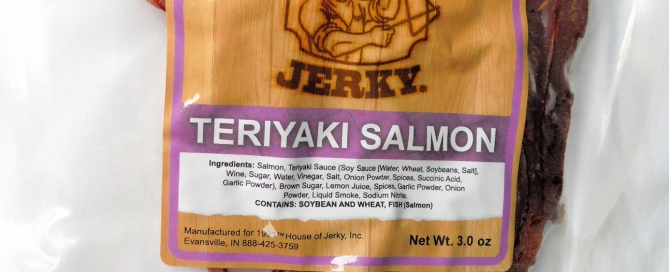 JERKY.
TERIYAKI SALMON
Ingredients: Salmon, Teriyaki Sauce (Soy Sauce [Water, Wheat, Soybeans, Salt],
Wine, Sugar, Water, Vinegar, Salt, Onion Powder, Spices, Succinic Acid,
Garlic Powder), Brown Sugar, Lemon Juice, Spices, Garlic Powder, Onion
Powder, Liquid Smoke, Sodium Nitrite.
CONTAINS: SOYBEAN AND WHEAT, FISH (Salmon)
Manufactured for House of Jerky, Inc.
Evansville, IN 888-425-3759
Net Wt. 3.0 oz